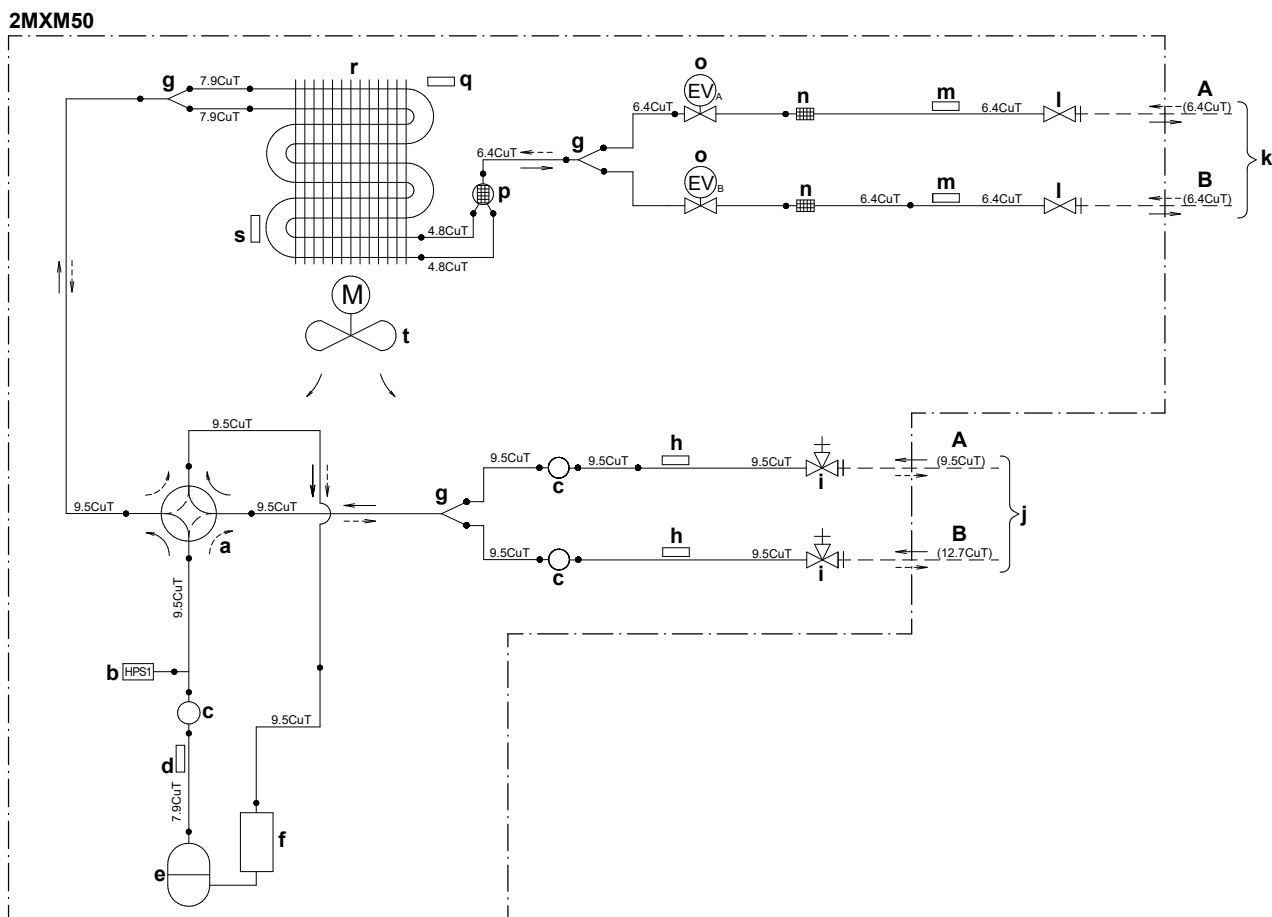 2MXM50
r
q
g
7.9CuT
7.9CuT
o
EVA
n
m
l
A
6.4CuT
6.4CuT
(6.4CuT)
g
6.4CuT
k
o
EVB
n
m
l
B
6.4CuT
6.4CuT
(6.4CuT)
p
s
4.8CuT
4.8CuT
M
t
9.5CuT
h
A
9.5CuT
9.5CuT
9.5CuT
(9.5CuT)
c
i
g
9.5CuT
9.5CuT
j
a
h
B
9.5CuT
9.5CuT
(12.7CuT)
c
i
9.5CuT
b
HPS1
c
9.5CuT
d
7.9CuT
f
e